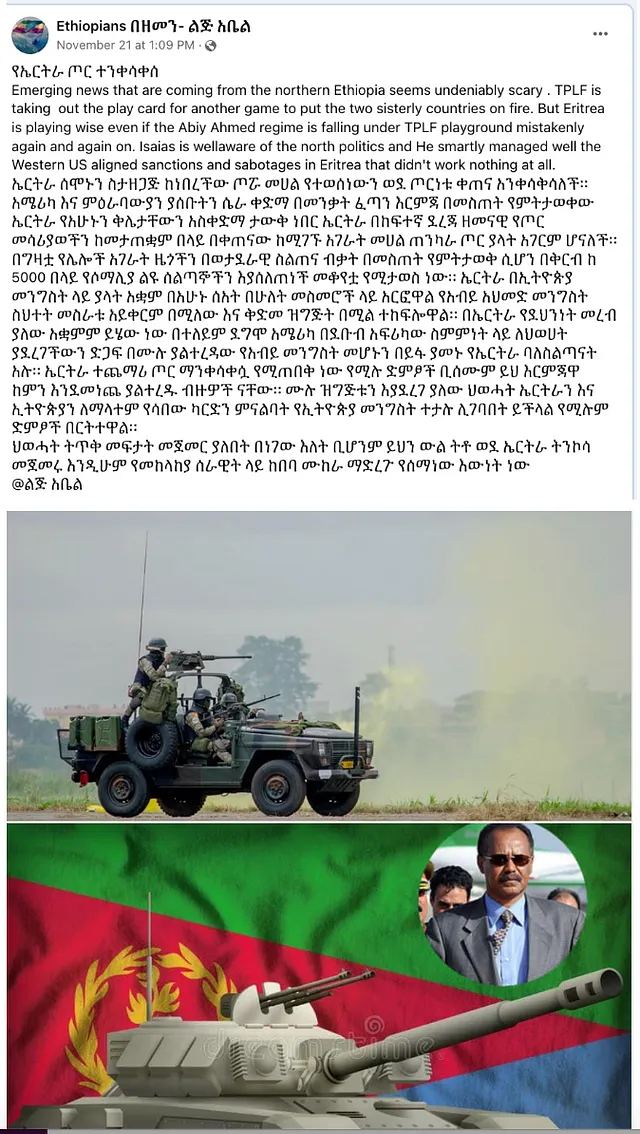 Ethiopians በዘመን- ልጅ አቤል
November 21 at 1:09 PM ·
የኤርትራ ጦር ተንቀሳቀሰ
Emerging news that are coming from the northern Ethiopia seems undeniably scary . TPLF is
taking out the play card for another game to put the two sisterly countries on fire. But Eritrea
is playing wise even if the Abiy Ahmed regime is falling under TPLF playground mistakenly
again and again on. Isaias is wellaware of the north politics and He smartly managed well the
Western US aligned sanctions and sabotages in Eritrea that didn't work nothing at all.
ኤርትራ ሰሞኑን ስታዘጋጅ ከነበረችው ጦሯ መሀል የተወሰነውን ወደ ጦርነቱ ቀጠና አንቀሳቅሳለች፡፡
አሜሪካ እና ምዕራባውያን ያሰቡትን ሴራ ቀድማ በመንቃት ፈጣን እርምጃ በመስጠት የምትታወቀው
ኤርትራ የአሁኑን ቅሌታቸውን አስቀድማ ታውቅ ነበር ኤርትራ በከፍተኛ ደረጃ ዘመናዊ የጦር
መሳሪያወችን ከመታጠቋም በላይ በቀጠናው ከሚገኙ አገራት መሀል ጠንካራ ጦር ያላት አገርም ሆናለች፡፡
በግዛቷ የሌሎች አገራት ዜጎችን በወታደራዊ ስልጠና ብቃት በመስጠት የምትታወቅ ሲሆን በቅርብ ከ
5000 በላይ የሶማሊያ ልዩ ሰልጣኞችን እያሰለጠነች መቆየቷ የሚታወስ ነው፡፡ ኤርትራ በኢትዮጵያ
መንግስት ላይ ያላት አቋም በአሁኑ ሰአት በሁለት መስመሮች ላይ አርፎዋል የአብይ አህመድ መንግስት
ስህተት መስራቱ አይቀርም በሚለው እና ቅድመ ዝግጅት በሚል ተከፍሎዋል፡፡ በኤርትራ የደህንነት መረብ
ያለው አቋምም ይሄው ነው በተለይም ደግሞ አሜሪካ በደቡብ አፍሪካው ስምምነት ላይ ለህወሀት
ያደረገችውን ድጋፍ በሙሉ ያልተረዳው የአብይ መንግስት መሆኑን በይፋ ያመኑ የኤርትራ ባለስልጣናት
አሉ፡፡ ኤርትራ ተጨማሪ ጦር ማንቀሳቀሷ የሚጠበቅ ነው የሚሉ ድምፆች ቢሰሙም ይህ እርምጃዋ
ከምን እንደመነጨ ያልተረዱ ብዙዎች ናቸው፡፡ ሙሉ ዝግጅቱን እያደረገ ያለው ህወሓት ኤርትራን እና
ኢትዮጵያን ለማላተም የሳበው ካርድን ምናልባት የኢትዮጵያ መንግስት ተታሉ ሊገባበት ይችላል የሚሉም
ድምፆች በርትተዋል፡፡
ህወሓት ትጥቅ መፍታት መጀመር ያለበት በነገው እለት ቢሆንም ይህን ውል ትቶ ወደ ኤርትራ ትንኮሳ
መጀመሩ እንዲሁም የመከላከያ ሰራዊት ላይ ከበባ ሙከራ ማድረጉ የሰማነው እውነት ነው
@ልጅ አቤል
dreamstime